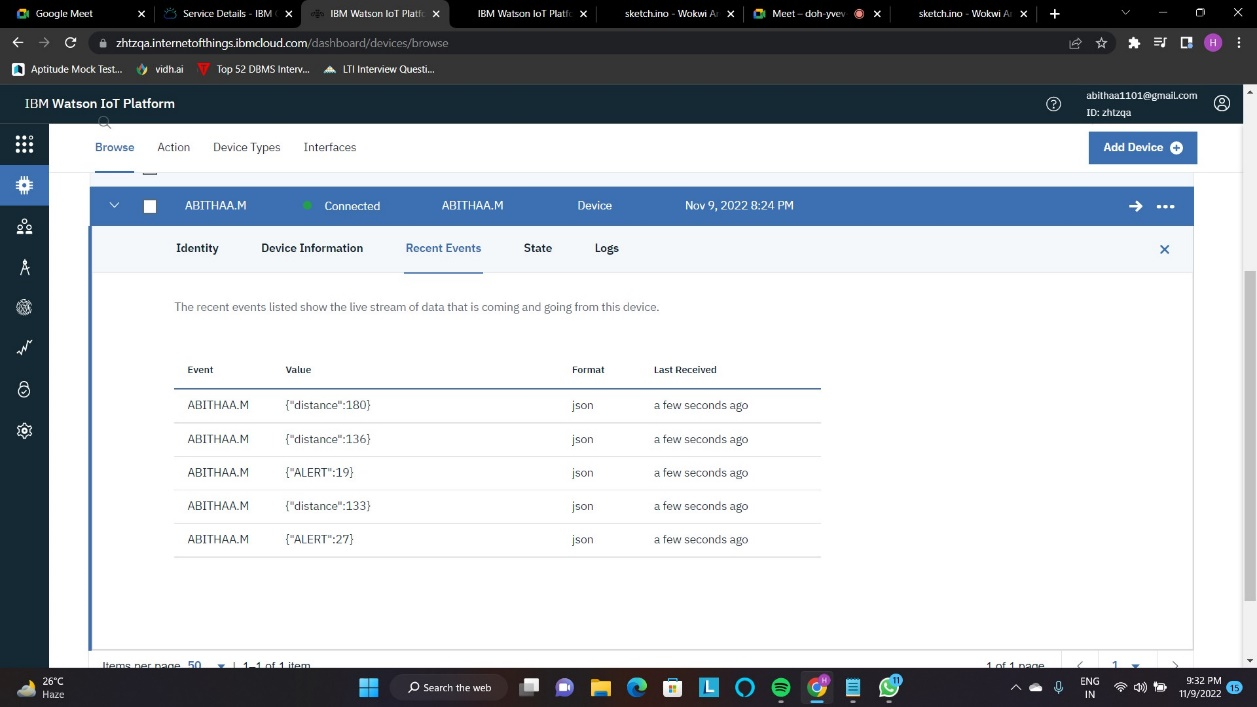 Google Meet
Service Details - IBM
IBM Watson IoT Platfo
IBM Watson IoT Platfo
sketch.ino - Wokwi Ar
Meet – doh-yvev
sketch.ino - Wokwi Ar
zhtzqa.internetofthings.ibmcloud.com/dashboard/devices/browse
H
Aptitude Mock Test...
vidh.ai
Top 52 DBMS Interv...
LTI Interview Questi...
IBM Watson IoT Platform
abithaa1101@gmail.com
ID: zhtzqa
Browse
Action
Device Types
Interfaces
Add Device
ABITHAA.M
Connected
ABITHAA.M
Device
Nov 9, 2022 8:24 PM
Identity
Device Information
Recent Events
State
Logs
The recent events listed show the live stream of data that is coming and going from this device.
Event Value Format Last Received
ABITHAA.M {"distance":180} json a few seconds ago
ABITHAA.M {"distance":136} json a few seconds ago
ABITHAA.M {"ALERT":19} json a few seconds ago
ABITHAA.M {"distance":133} json a few seconds ago
ABITHAA.M {"ALERT":27} json a few seconds ago
Items per page 50 | 1–1 of 1 item
1 of 1 page
1
26°C
Haze
Search the web
L
H
11
ENG
IN
9:32 PM
11/9/2022
15